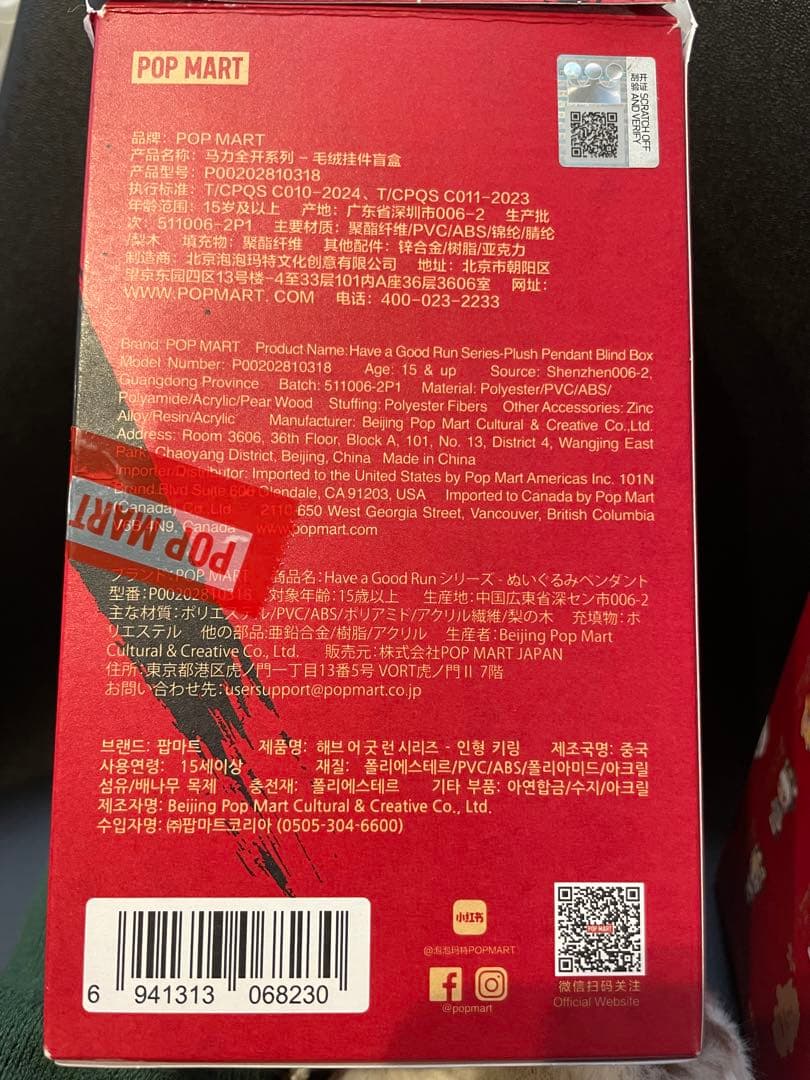 POP MART
扫码 SCRATCH OFF
刮验 AND VERIFY
品牌: POP MART
产品名称: 马力全开系列 – 毛绒挂件盲盒
产品型号: P00202810318
执行标准: T/CPQS C010-2024、T/CPQS C011-2023
年龄范围: 15岁及以上 产地: 广东省深圳市006-2 生产批
次: 511006-2P1 主要材质: 聚酯纤维/PVC/ABS/锦纶/腈纶
/梨木 填充物: 聚酯纤维 其他配件: 锌合金/树脂/亚克力
制造商: 北京泡泡玛特文化创意有限公司 地址: 北京市朝阳区
望京东园四区13号楼-4至33层101内A座36层3606室 网址:
WWW.POPMART.COM 电话: 400-023-2233
Brand: POP MART Product Name:Have a Good Run Series-Plush Pendant Blind Box
Model Number: P00202810318 Age: 15 & up Source: Shenzhen006-2,
Guangdong Province Batch: 511006-2P1 Material: Polyester/PVC/ABS/
Polyamide/Acrylic/Pear Wood Stuffing: Polyester Fibers Other Accessories: Zinc
Alloy/Resin/Acrylic Manufacturer: Beijing Pop Mart Cultural & Creative Co.,Ltd.
Address: Room 3606, 36th Floor, Block A, 101, No. 13, District 4, Wangjing East
Park, Chaoyang District, Beijing, China Made in China
Importer/Distributor: Imported to the United States by Pop Mart Americas Inc. 101N
Brand Blvd Suite 600 Glendale, CA 91203, USA Imported to Canada by Pop Mart
(Canada) Co. Ltd 2110-650 West Georgia Street, Vancouver, British Columbia
V6B 4N9, Canada www.popmart.com
POP MART
ブランド:POP MART 商品名:Have a Good Run シリーズ - ぬいぐるみペンダント
型番:P00202810318 対象年齢:15歳以上 生産地:中国広東省深セン市006-2
主な材質:ポリエステル/PVC/ABS/ポリアミド/アクリル繊維/梨の木 充填物:ポ
リエステル 他の部品:亜鉛合金/樹脂/アクリル 生産者:Beijing Pop Mart
Cultural & Creative Co., Ltd. 販売元:株式会社POP MART JAPAN
住所:東京都港区虎ノ門一丁目13番5号 VORT虎ノ門Ⅱ 7階
お問い合わせ先:usersupport@popmart.co.jp
브랜드: 팝마트 제품명: 해브 어 굿 런 시리즈 - 인형 키링 제조국명: 중국
사용연령: 15세이상 재질: 폴리에스테르/PVC/ABS/폴리아미드/아크릴
섬유/배나무 목재 충전재: 폴리에스테르 기타 부품: 아연합금/수지/아크릴
제조자명: Beijing Pop Mart Cultural & Creative Co., Ltd.
수입자명: ㈜팝마트코리아 (0505-304-6600)
6 941313 068230
小红书
@泡泡玛特POPMART
@popmart
POP MART
微信扫码关注
Official Website